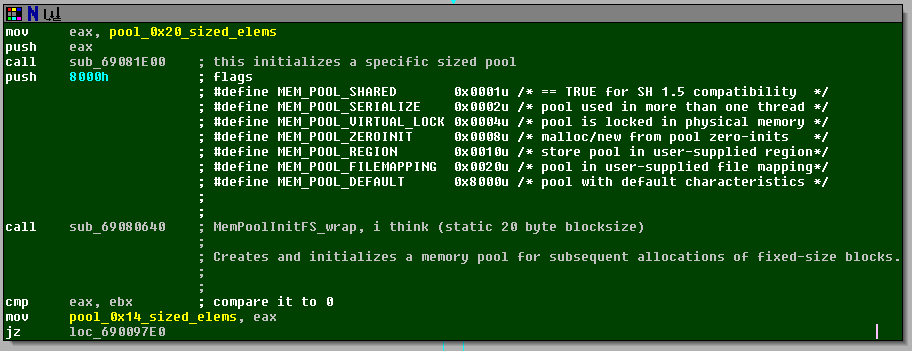 mov eax, pool_0x20_sized_elems
push eax
call sub_69081E00 ; this initializes a specific sized pool
push 8000h ; flags
; #define MEM_POOL_SHARED 0x0001u /* == TRUE for SH 1.5 compatibility */
; #define MEM_POOL_SERIALIZE 0x0002u /* pool used in more than one thread */
; #define MEM_POOL_VIRTUAL_LOCK 0x0004u /* pool is locked in physical memory */
; #define MEM_POOL_ZEROINIT 0x0008u /* malloc/new from pool zero-inits */
; #define MEM_POOL_REGION 0x0010u /* store pool in user-supplied region*/
; #define MEM_POOL_FILEMAPPING 0x0020u /* pool in user-supplied file mapping*/
; #define MEM_POOL_DEFAULT 0x8000u /* pool with default characteristics */
;
;
call sub_69080640 ; MemPoolInitFS_wrap, i think (static 20 byte blocksize)
;
; Creates and initializes a memory pool for subsequent allocations of fixed-size blocks.
;
;
cmp eax, ebx ; compare it to 0
mov pool_0x14_sized_elems, eax
jz loc_690097E0